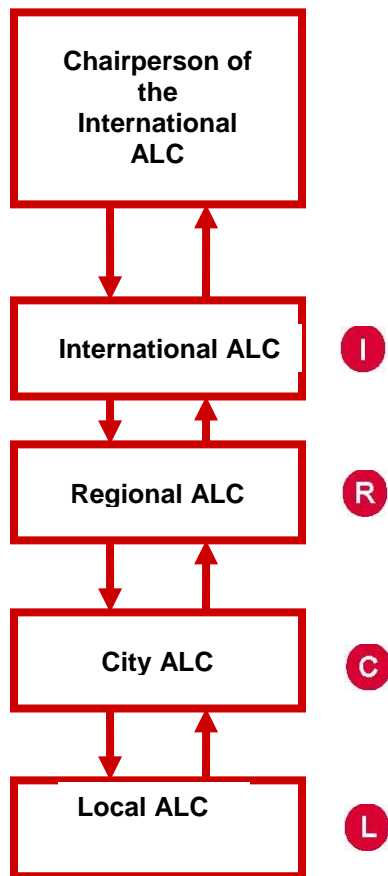 Chairperson of
the
International
ALC
International ALC
I
Regional ALC
R
City ALC
C
Local ALC
L